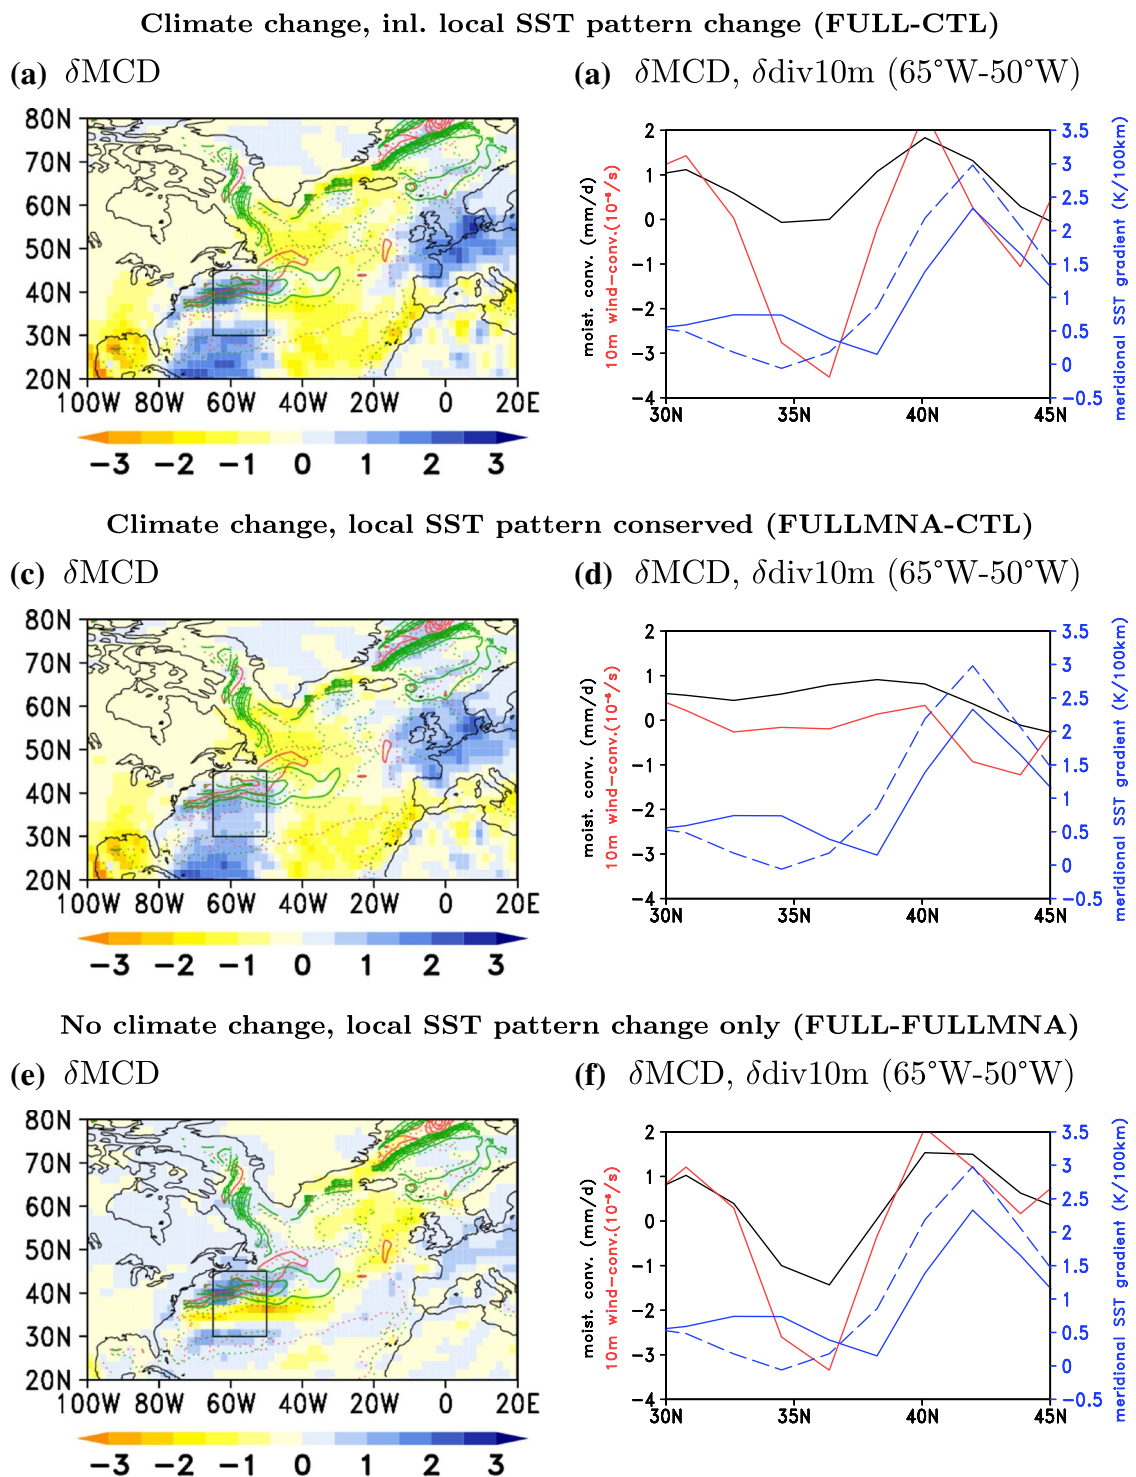 Climate change, inl. local SST pattern change (FULL-CTL)
(a) δMCD
(a) δMCD, δdiv10m (65°W-50°W)
80N
70N
60N
50N
40N
30N
20N
100W 80W 60W 40W 20W 0 20E
−3 −2 −1 0 1 2 3
moist. conv. (mm/d)
10m wind-conv.(10⁻⁶/s)
2
1
0
−1
−2
−3
−4
30N 35N 40N 45N
3.5
3
2.5
2
1.5
1
0.5
0
−0.5
meridional SST gradient (K/100km)
Climate change, local SST pattern conserved (FULLMNA-CTL)
(c) δMCD
(d) δMCD, δdiv10m (65°W-50°W)
80N
70N
60N
50N
40N
30N
20N
100W 80W 60W 40W 20W 0 20E
−3 −2 −1 0 1 2 3
moist. conv. (mm/d)
10m wind-conv.(10⁻⁶/s)
2
1
0
−1
−2
−3
−4
30N 35N 40N 45N
3.5
3
2.5
2
1.5
1
0.5
0
−0.5
meridional SST gradient (K/100km)
No climate change, local SST pattern change only (FULL-FULLMNA)
(e) δMCD
(f) δMCD, δdiv10m (65°W-50°W)
80N
70N
60N
50N
40N
30N
20N
100W 80W 60W 40W 20W 0 20E
−3 −2 −1 0 1 2 3
moist. conv. (mm/d)
10m wind-conv.(10⁻⁶/s)
2
1
0
−1
−2
−3
−4
30N 35N 40N 45N
3.5
3
2.5
2
1.5
1
0.5
0
−0.5
meridional SST gradient (K/100km)